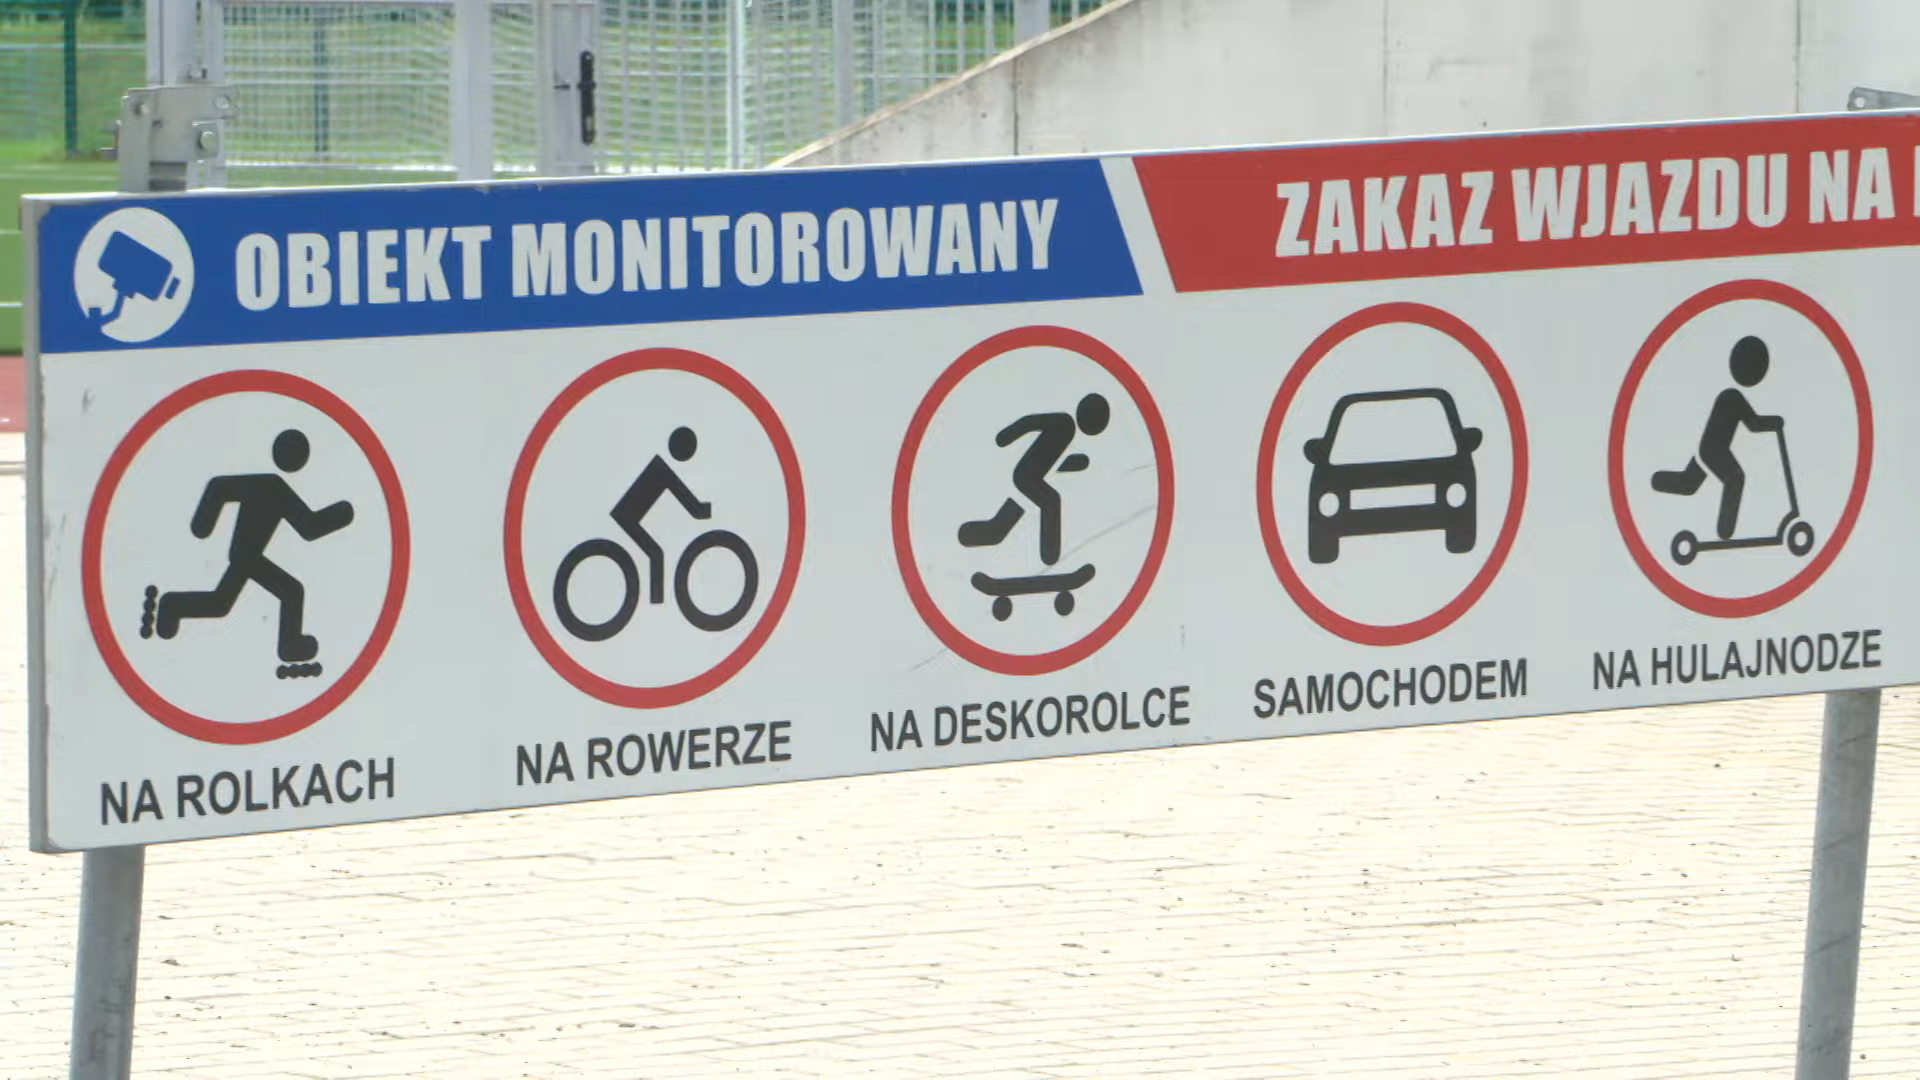 OBIEKT MONITOROWANY
ZAKAZ WJAZDU NA
NA ROLKACH
NA ROWERZE
NA DESKOROLCE
SAMOCHODEM
NA HULAJNODZE